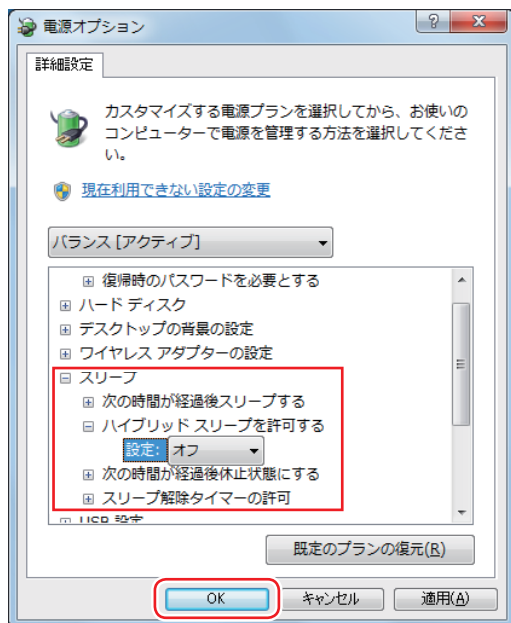 電源オプション
詳細設定
カスタマイズする電源プランを選択してから、お使いの
コンピューターで電源を管理する方法を選択してくださ
い。
現在利用できない設定の変更
バランス [アクティブ]
復帰時のパスワードを必要とする
ハード ディスク
デスクトップの背景の設定
ワイヤレス アダプターの設定
スリープ
次の時間が経過後スリープする
ハイブリッド スリープを許可する
設定: オフ
次の時間が経過後休止状態にする
スリープ解除タイマーの許可
USB 設定
既定のプランの復元(R)
OK キャンセル 適用(A)